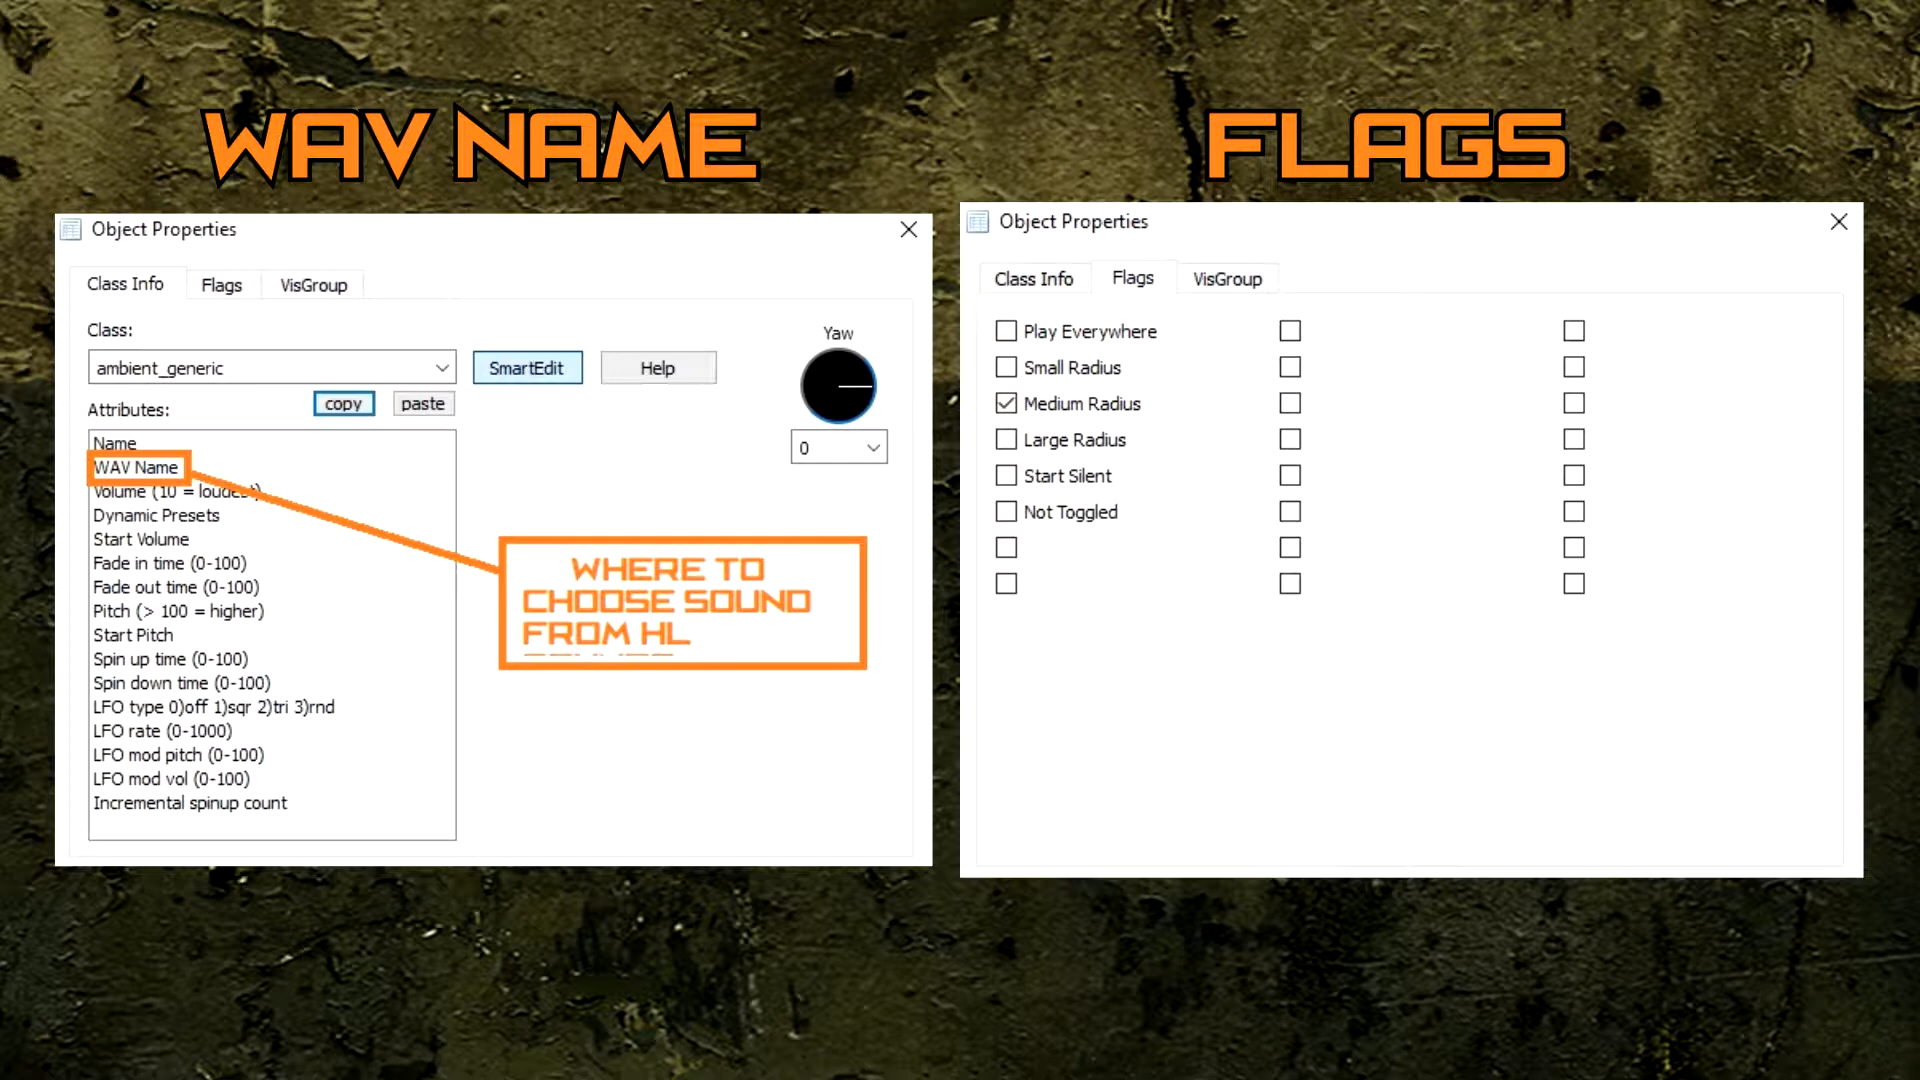 WAV NAME
FLAGS
Object Properties
Class Info
Flags
VisGroup
Class:
ambient_generic
SmartEdit
Help
Yaw
Attributes:
copy
paste
0
Name
WAV Name
Volume (10 = loudest)
Dynamic Presets
Start Volume
Fade in time (0-100)
Fade out time (0-100)
Pitch (> 100 = higher)
Start Pitch
Spin up time (0-100)
Spin down time (0-100)
LFO type 0)off 1)sqr 2)tri 3)rnd
LFO rate (0-1000)
LFO mod pitch (0-100)
LFO mod vol (0-100)
Incremental spinup count
WHERE TO
CHOOSE SOUND
FROM HL
Object Properties
Class Info
Flags
VisGroup
Play Everywhere
Small Radius
Medium Radius
Large Radius
Start Silent
Not Toggled